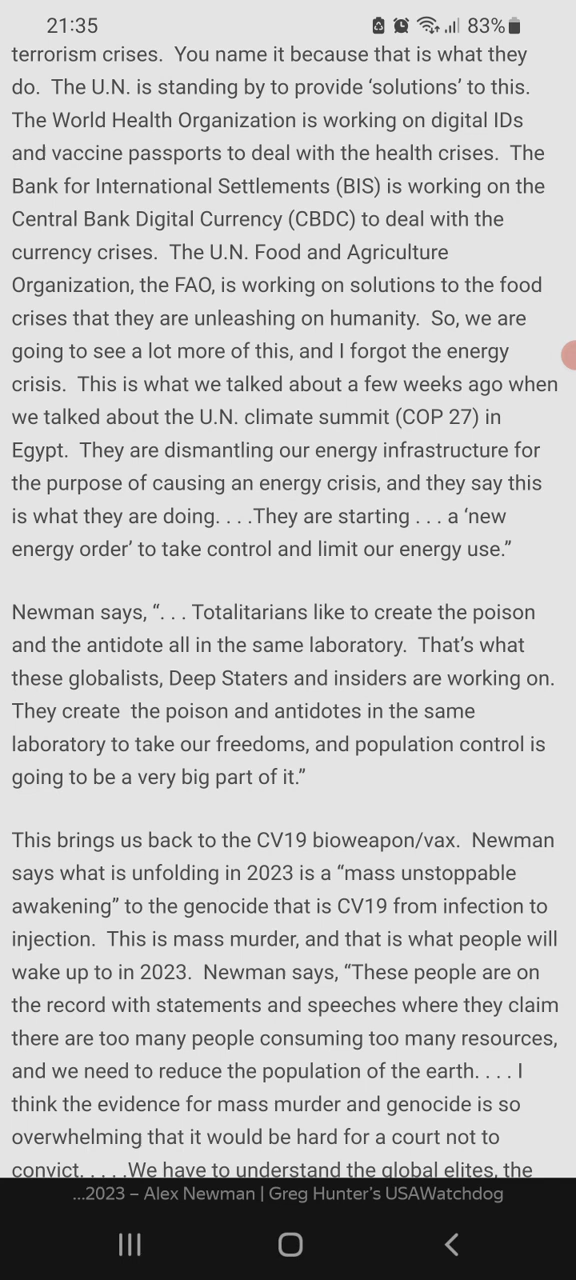 21:35
83%
terrorism crises.  You name it because that is what they
do.  The U.N. is standing by to provide ‘solutions’ to this.
The World Health Organization is working on digital IDs
and vaccine passports to deal with the health crises.  The
Bank for International Settlements (BIS) is working on the
Central Bank Digital Currency (CBDC) to deal with the
currency crises.  The U.N. Food and Agriculture
Organization, the FAO, is working on solutions to the food
crises that they are unleashing on humanity.  So, we are
going to see a lot more of this, and I forgot the energy
crisis.  This is what we talked about a few weeks ago when
we talked about the U.N. climate summit (COP 27) in
Egypt.  They are dismantling our energy infrastructure for
the purpose of causing an energy crisis, and they say this
is what they are doing. . . .They are starting . . . a ‘new
energy order’ to take control and limit our energy use.”
Newman says, “. . . Totalitarians like to create the poison
and the antidote all in the same laboratory.  That’s what
these globalists, Deep Staters and insiders are working on.
They create  the poison and antidotes in the same
laboratory to take our freedoms, and population control is
going to be a very big part of it.”
This brings us back to the CV19 bioweapon/vax.  Newman
says what is unfolding in 2023 is a “mass unstoppable
awakening” to the genocide that is CV19 from infection to
injection.  This is mass murder, and that is what people will
wake up to in 2023.  Newman says, “These people are on
the record with statements and speeches where they claim
there are too many people consuming too many resources,
and we need to reduce the population of the earth. . . . I
think the evidence for mass murder and genocide is so
overwhelming that it would be hard for a court not to
convict. . . . .We have to understand the global elites, the
...2023 – Alex Newman | Greg Hunter’s USAWatchdog